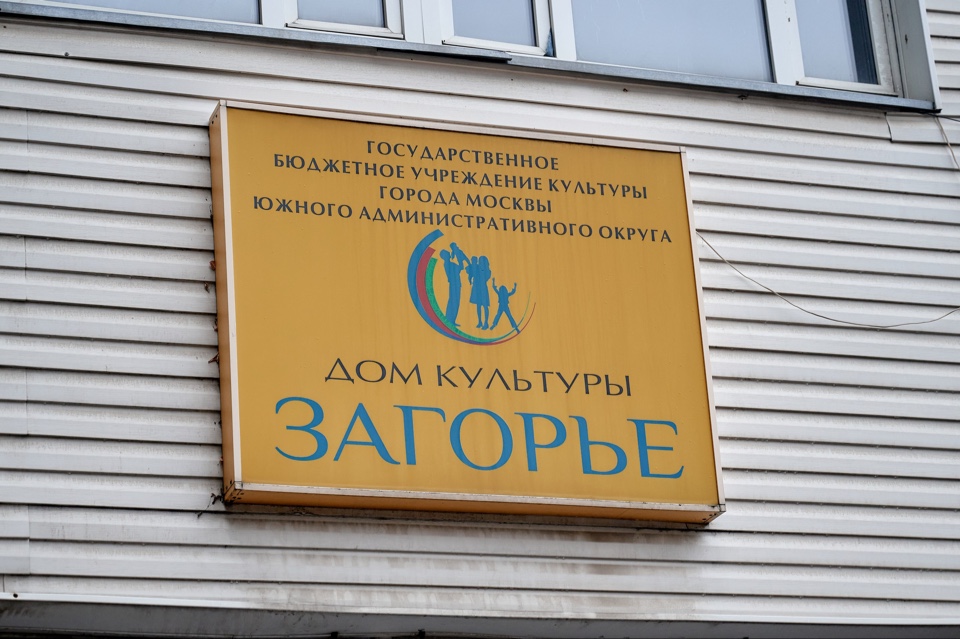 ГОСУДАРСТВЕННОЕ
БЮДЖЕТНОЕ УЧРЕЖДЕНИЕ КУЛЬТУРЫ
ГОРОДА МОСКВЫ
ЮЖНОГО АДМИНИСТРАТИВНОГО ОКРУГА
ДОМ КУЛЬТУРЫ
ЗАГОРЬЕ